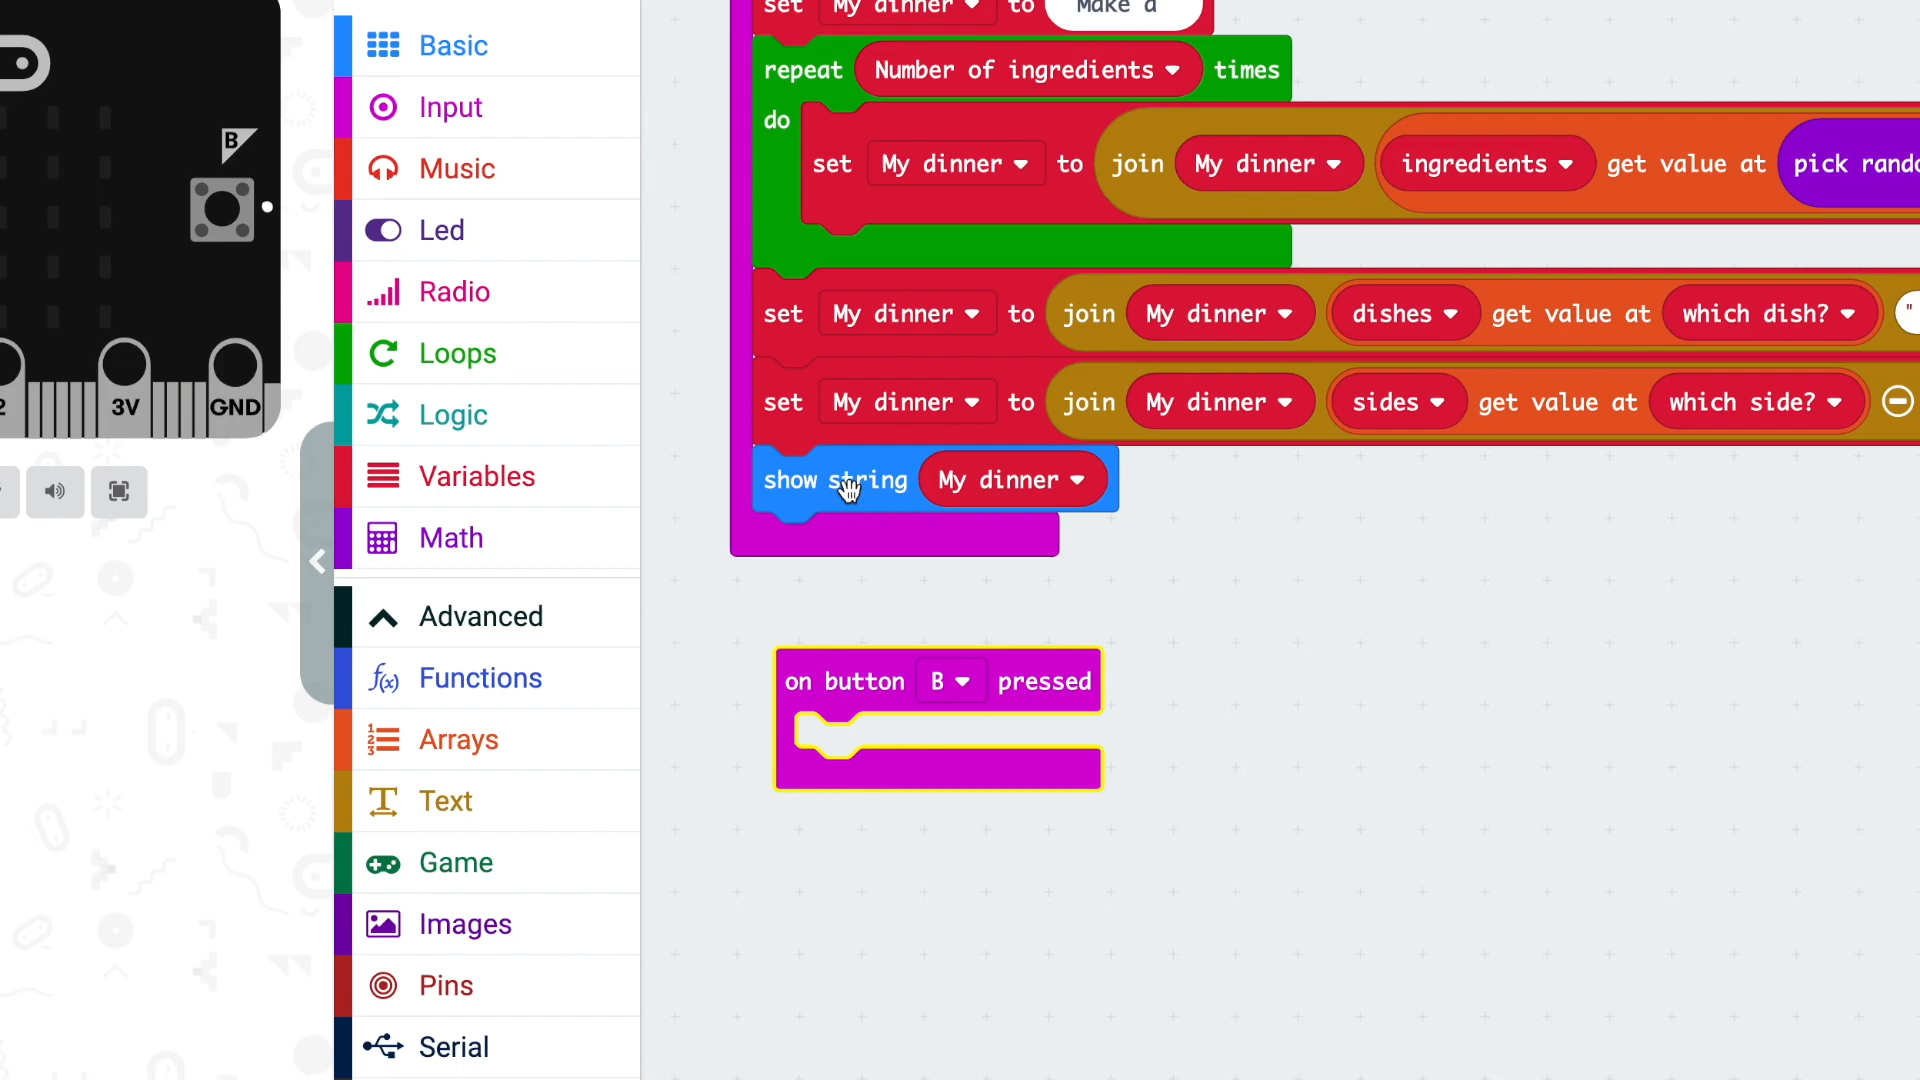 set My dinner to Make a
repeat Number of ingredients times
do
set My dinner to join My dinner ingredients get value at pick
set My dinner to join My dinner dishes get value at which dish? "
set My dinner to join My dinner sides get value at which side?
show string My dinner
on button B pressed
Basic
Input
Music
Led
Radio
Loops
Logic
Variables
Math
Advanced
Functions
Arrays
Text
Game
Images
Pins
Serial
B
2 3V GND